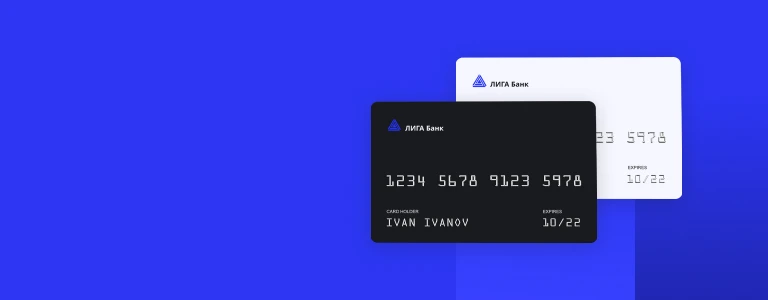 ЛИГА Банк
23 5978
EXPIRES
10/22
ЛИГА Банк
1234 5678 9123 5978
CARD HOLDER
EXPIRES
IVAN IVANOV
10/22